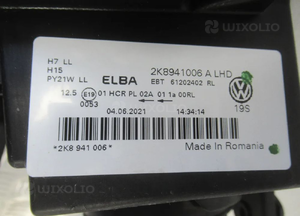 WIXOLIO
H7 LL
H15
PY21W LL
ELBA
2K8941006 A LHD
EBT 61202402 RL
12.5 E19 01 HCR PL 02A 01 1a 00RL
0053
04.06.2021 14:34:14
19S
*2K8 941 006*
Made in Romania